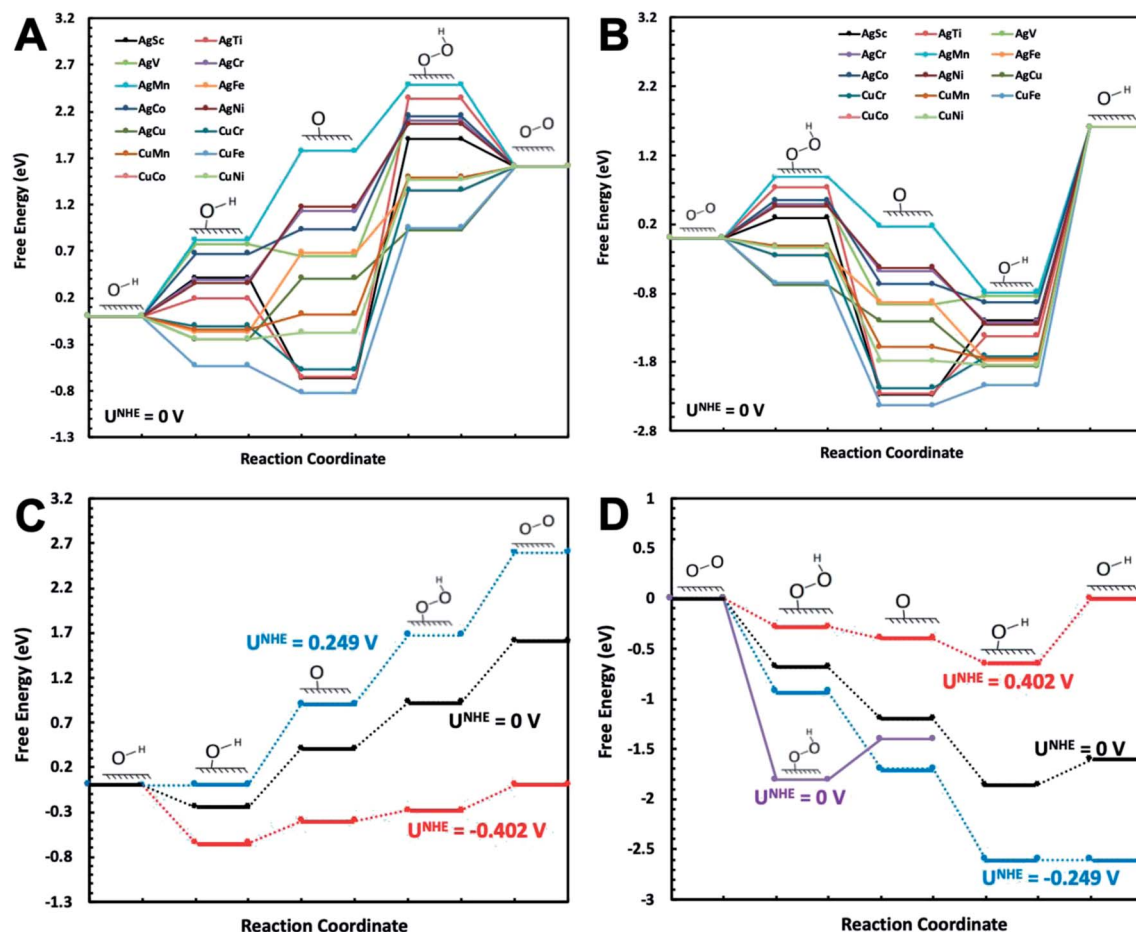 A
3.2
2.7
2.2
1.7
1.2
0.7
0.2
-0.3
-0.8
-1.3
Free Energy (eV)
AgSc AgTi
AgV AgCr
AgMn AgFe
AgCo AgNi
AgCu CuCr
CuMn CuFe
CuCo CuNi
O H
O H
O
O O H
O O
U^NHE = 0 V
Reaction Coordinate
B
3.2
2.2
1.2
0.2
-0.8
-1.8
-2.8
Free Energy (eV)
AgSc AgTi AgV
AgCr AgMn AgFe
AgCo AgNi AgCu
CuCr CuMn CuFe
CuCo CuNi
O O
O O H
O
O H
O H
U^NHE = 0 V
Reaction Coordinate
C
3.2
2.7
2.2
1.7
1.2
0.7
0.2
-0.3
-0.8
-1.3
Free Energy (eV)
O H
O H
O
O O H
O O
U^NHE = 0.249 V
U^NHE = 0 V
U^NHE = -0.402 V
Reaction Coordinate
D
1
0.5
0
-0.5
-1
-1.5
-2
-2.5
-3
Free Energy (eV)
O O
O O H
O
O H
O H
U^NHE = 0.402 V
O O H
U^NHE = 0 V
U^NHE = 0 V
U^NHE = -0.249 V
Reaction Coordinate